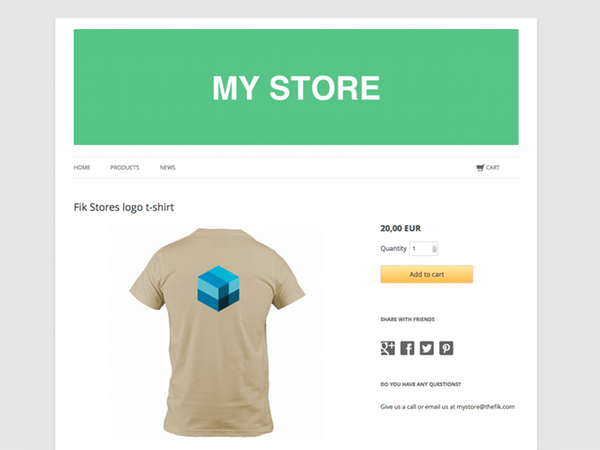 MY STORE
HOME PRODUCTS NEWS CART
Fik Stores logo t-shirt
20,00 EUR
Quantity 1
Add to cart
SHARE WITH FRIENDS
DO YOU HAVE ANY QUESTIONS?
Give us a call or email us at mystore@thefik.com